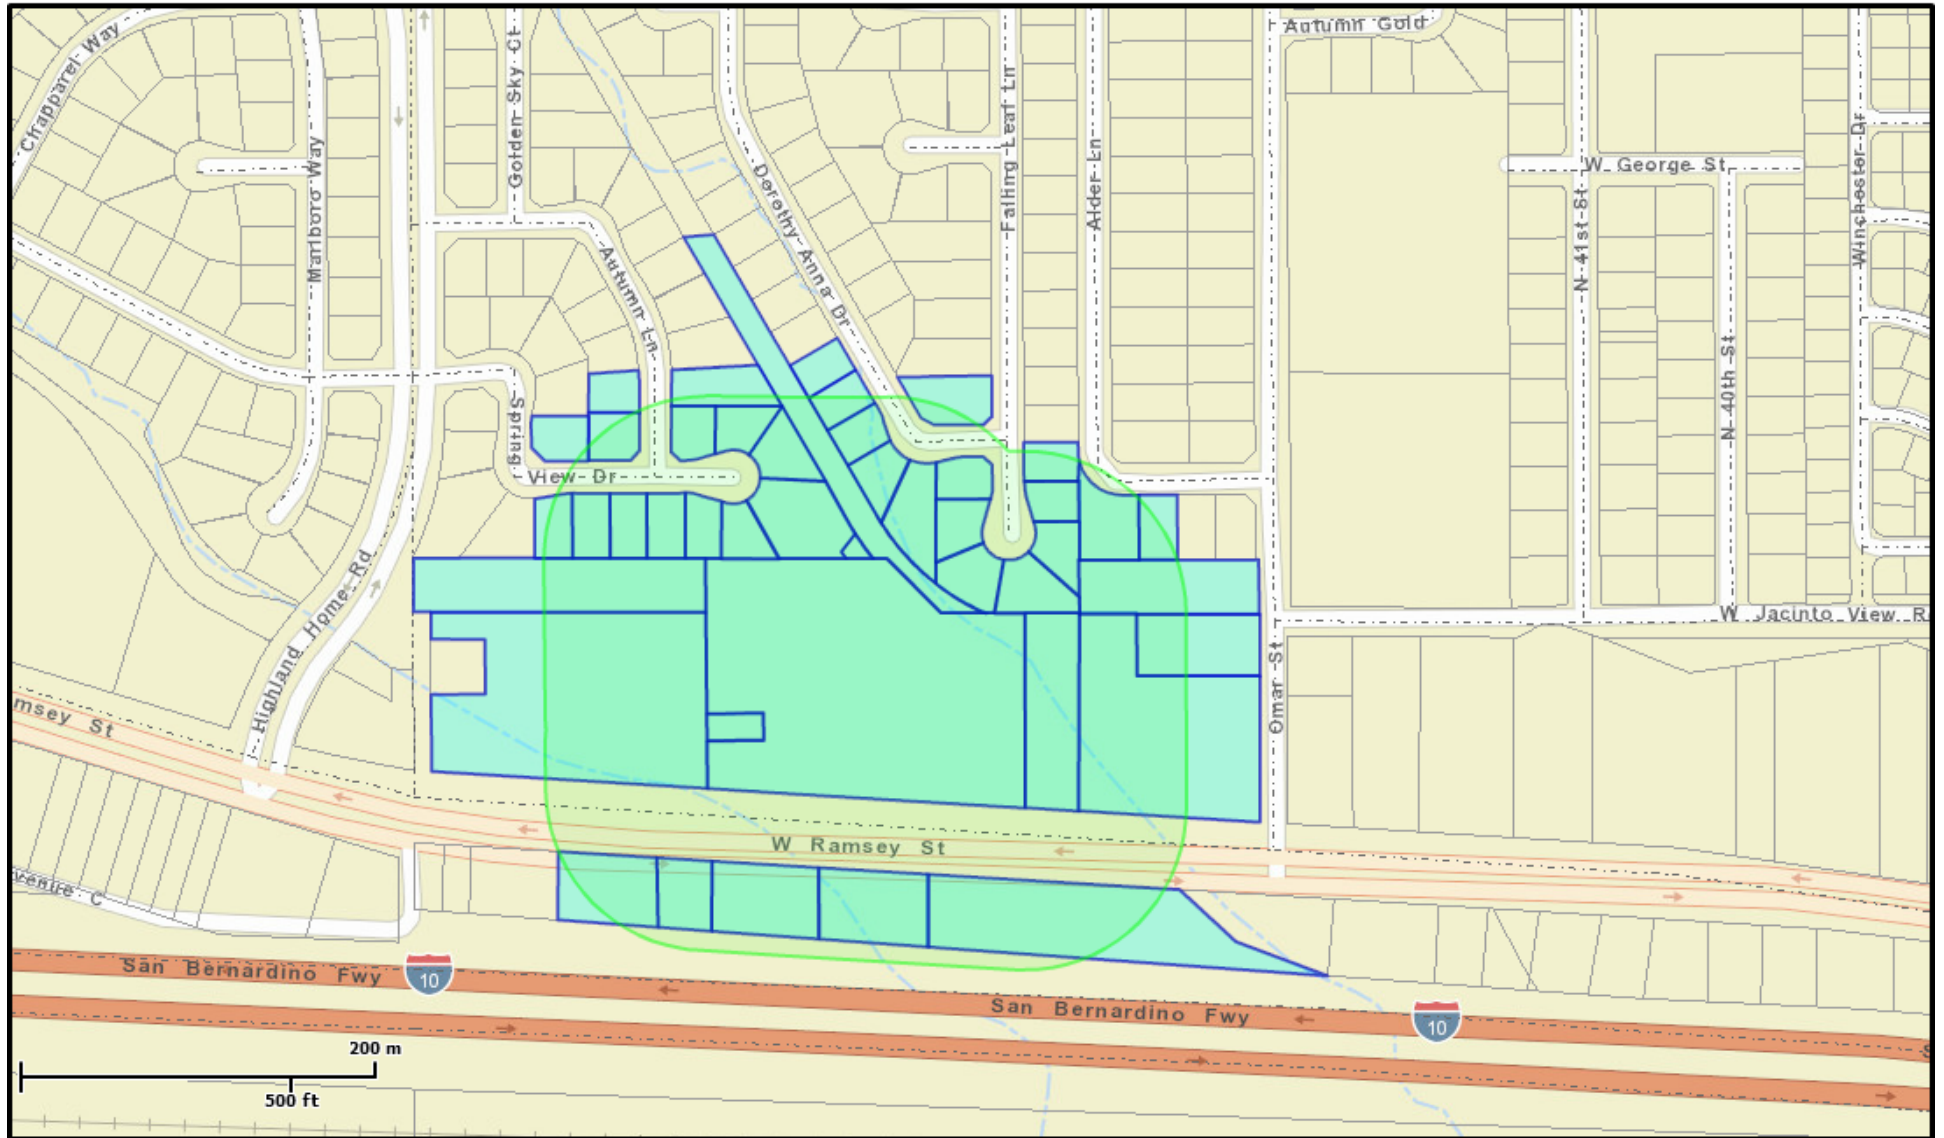 Chapparel Way
Marlboro Way
Golden Sky Ct
Dorothy Anna Dr
Falling Leaf Ln
Alder Ln
Autumn Gold
W George St
N 41st St
Winchester Dr
Autumn Ln
N 40th St
Spring
View Dr
Highland Home Rd
W Jacinto View R
Omar St
msey St
W Ramsey St
venue C
San Bernardino Fwy
10
San Bernardino Fwy
10
S
200 m
500 ft